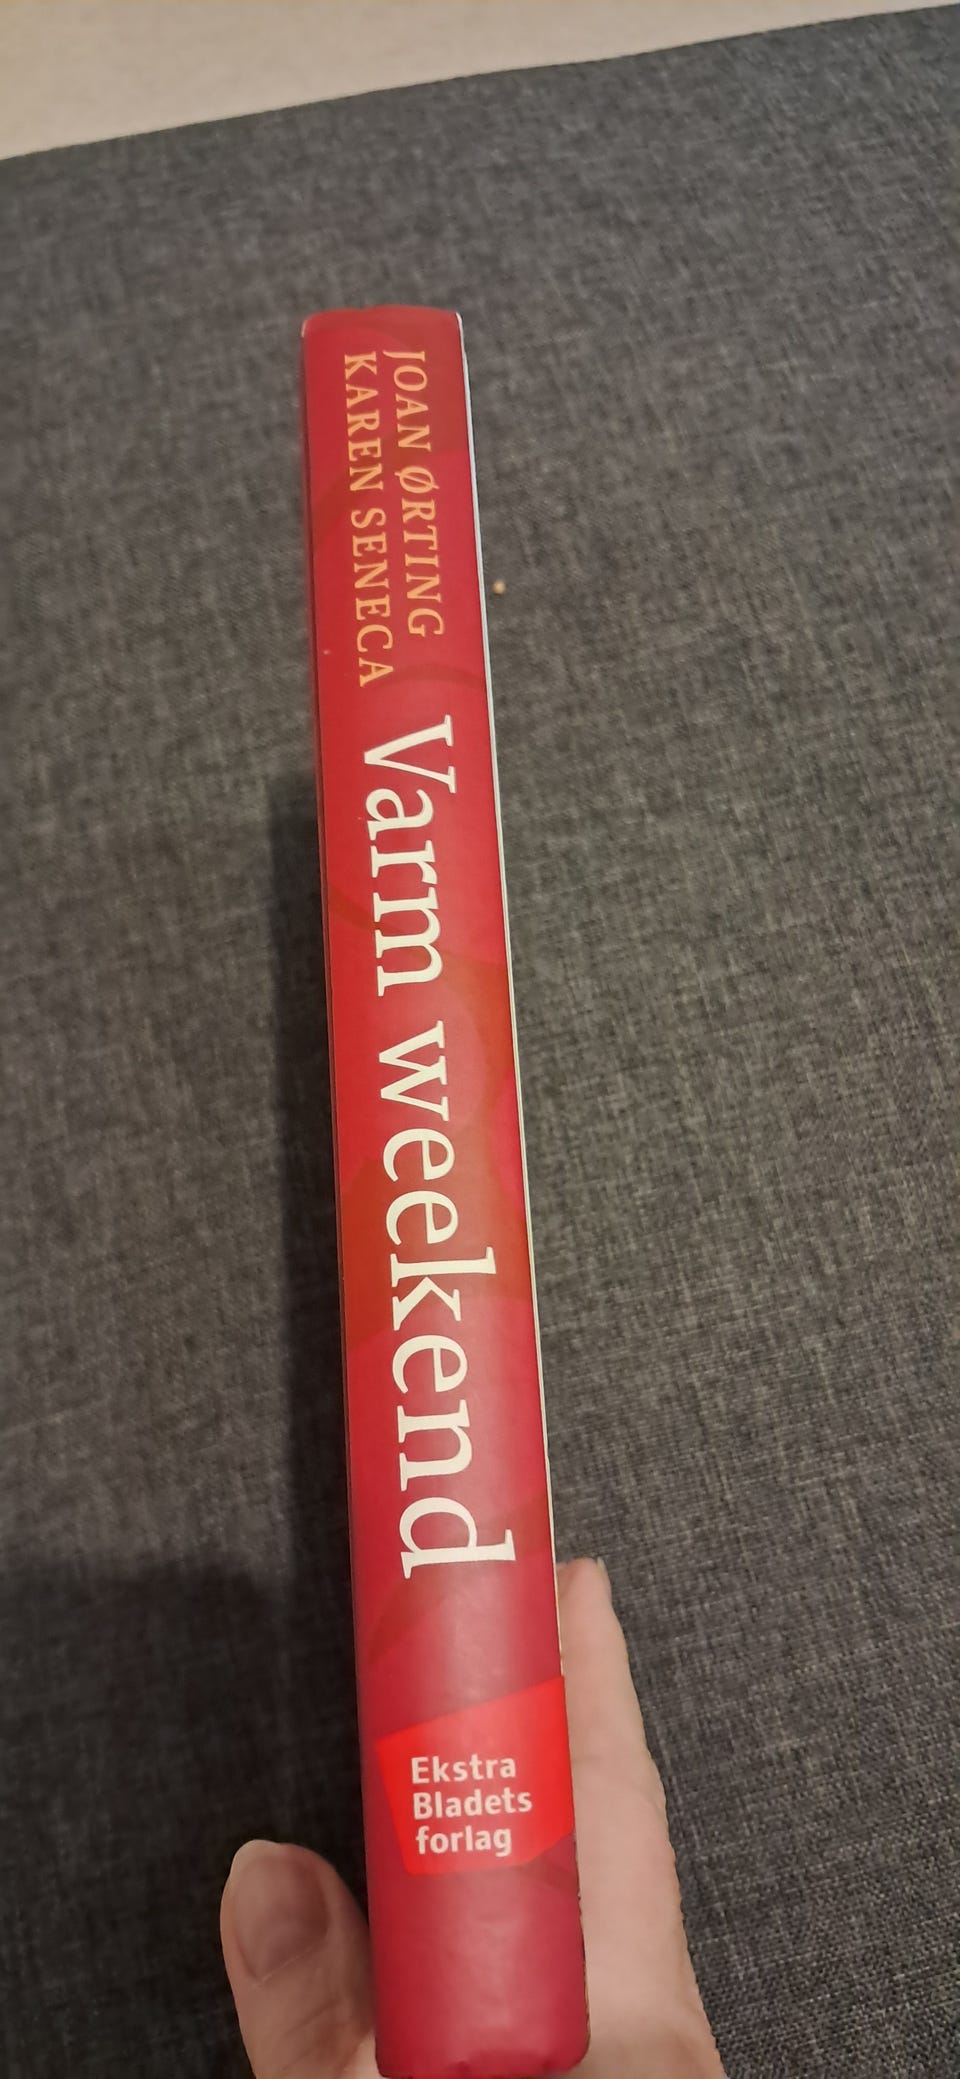 JOAN ØRTING
KAREN SENECA
Varm weekend
Ekstra
Bladets
forlag